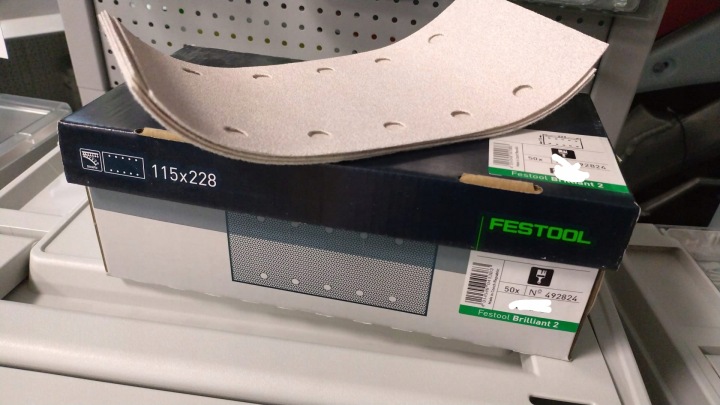 50x
492824
Festool Brilliant 2
115x228
FESTOOL
50x Nº 492824
Festool Brilliant 2